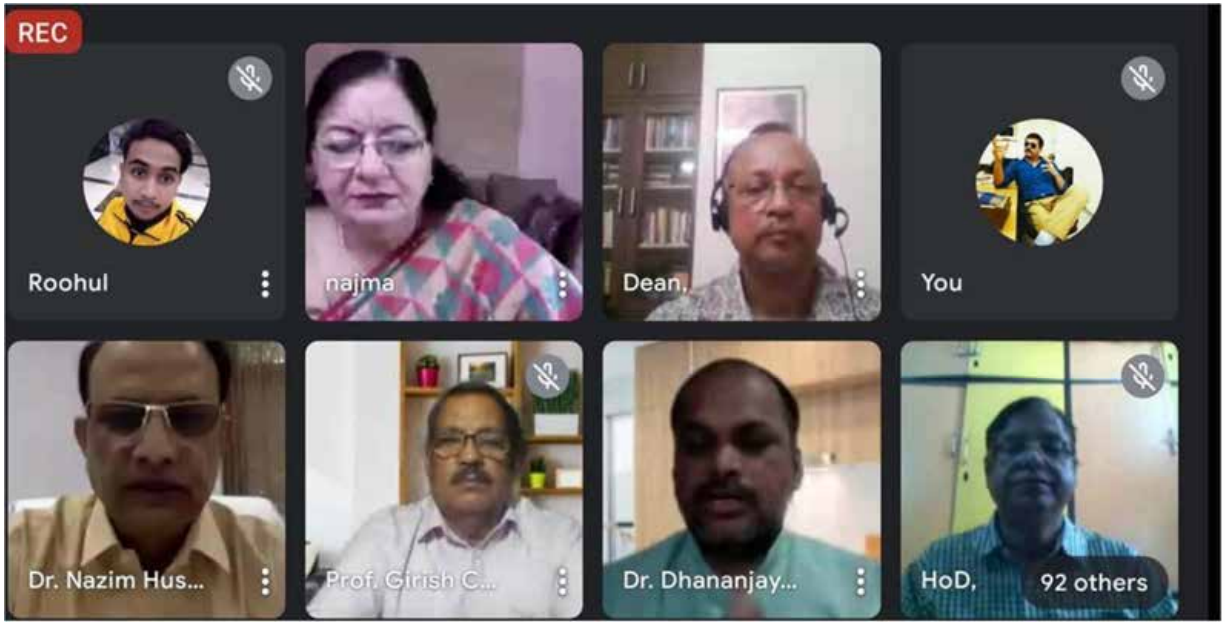 REC
Roohul
najma
Dean,
You
Dr. Nazim Hus...
Prof. Girish C...
Dr. Dhananjay...
HoD,
92 others